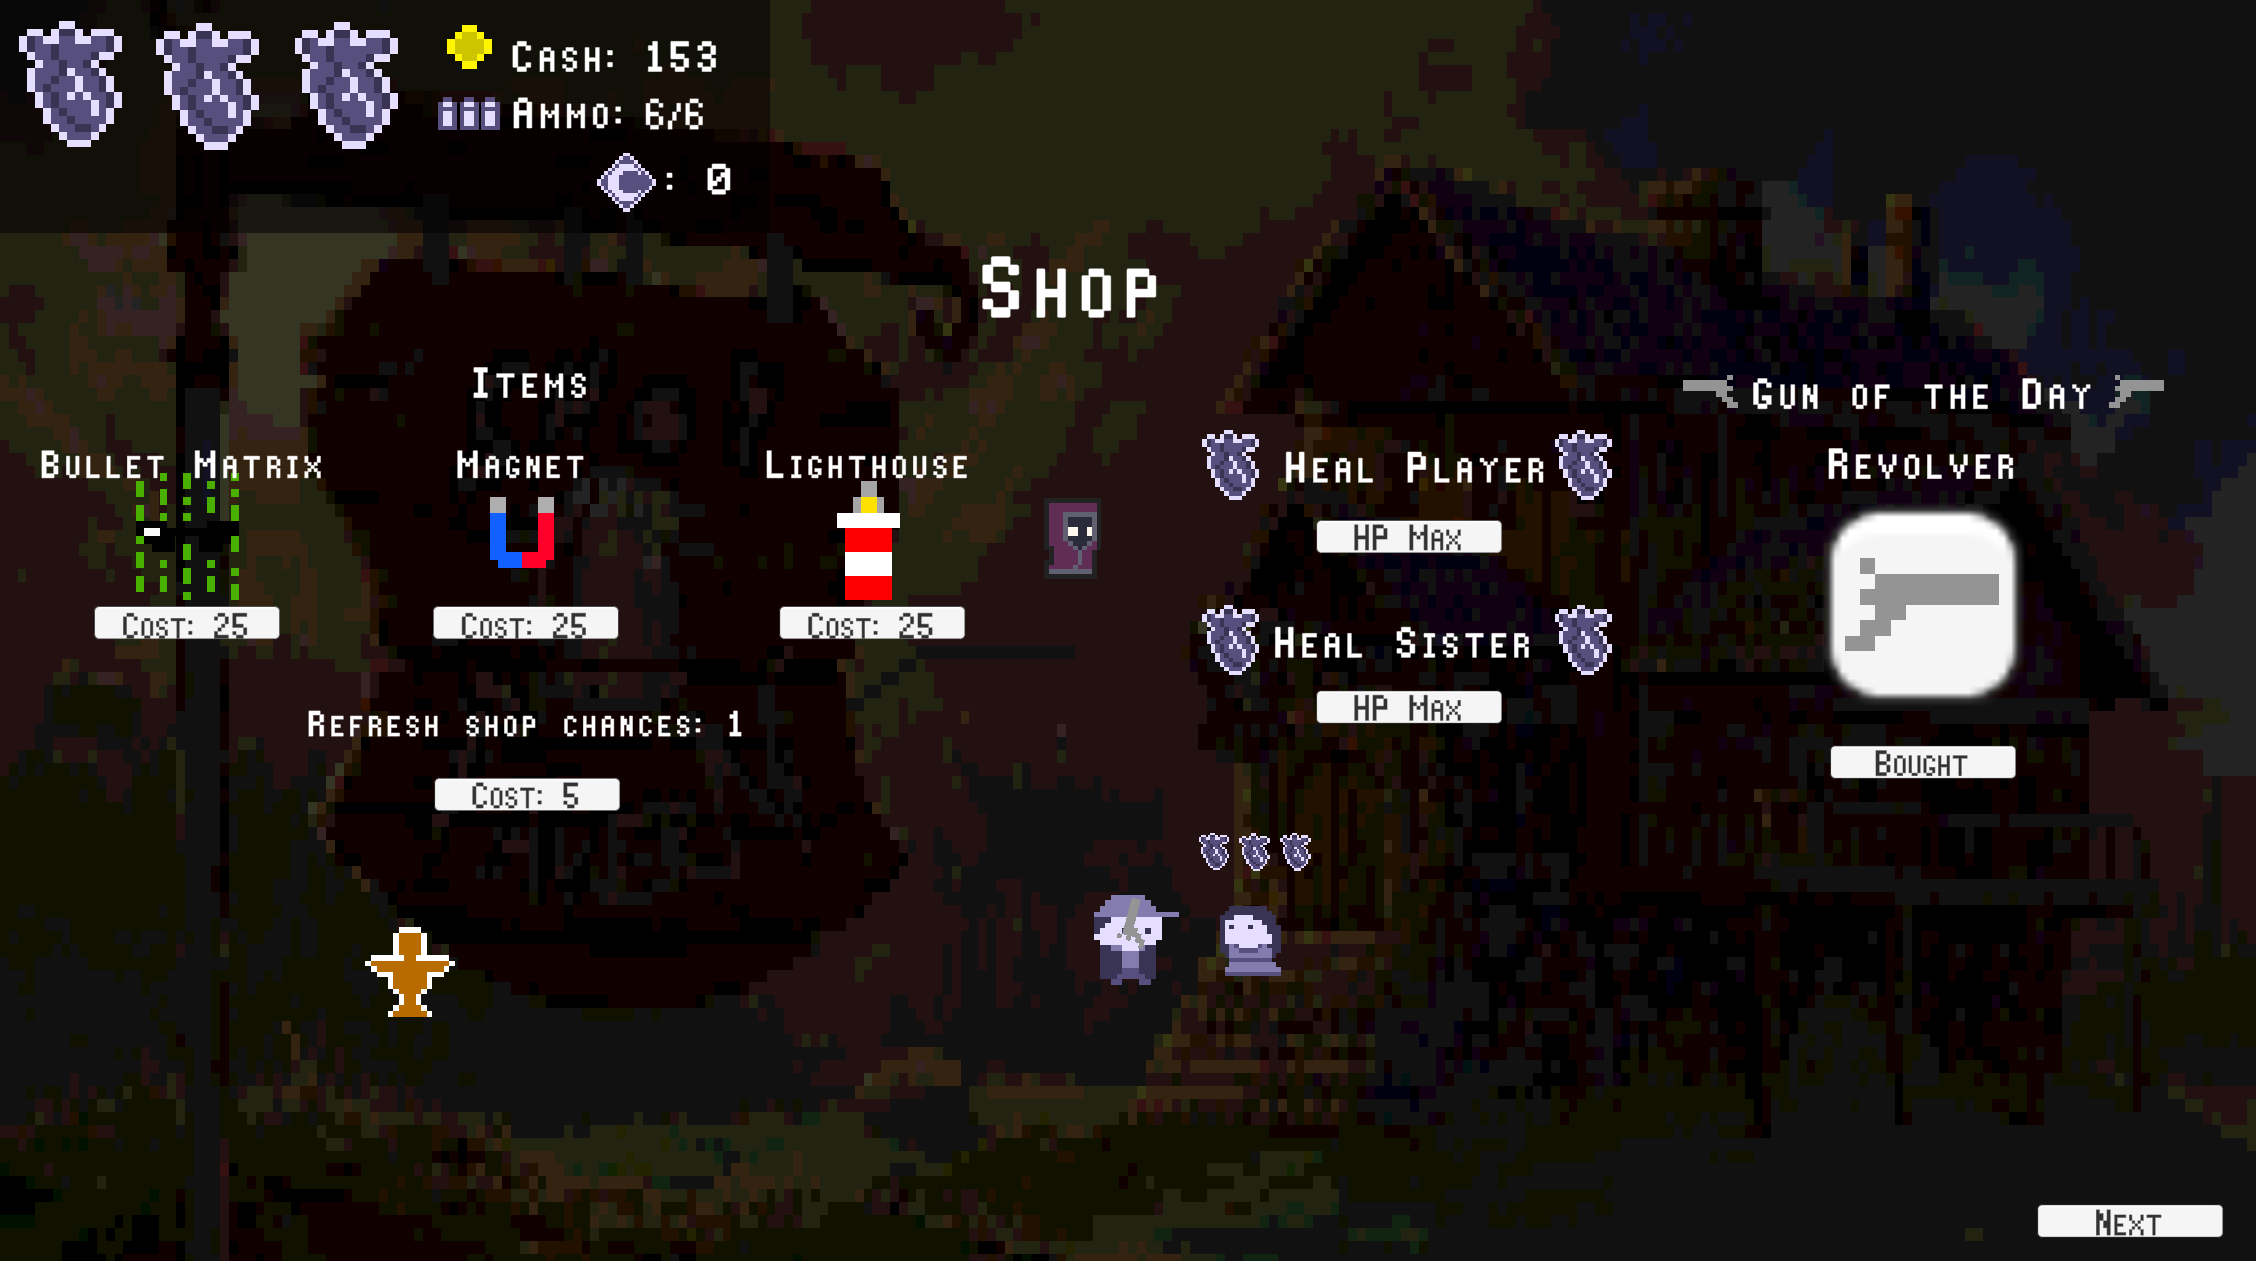 Cash: 153
Ammo: 6/6
: 0
Shop
Items
Bullet Matrix
Magnet
Lighthouse
Cost: 25
Cost: 25
Cost: 25
Refresh shop chances: 1
Cost: 5
Heal Player
HP Max
Heal Sister
HP Max
Gun of the Day
Revolver
Bought
Next